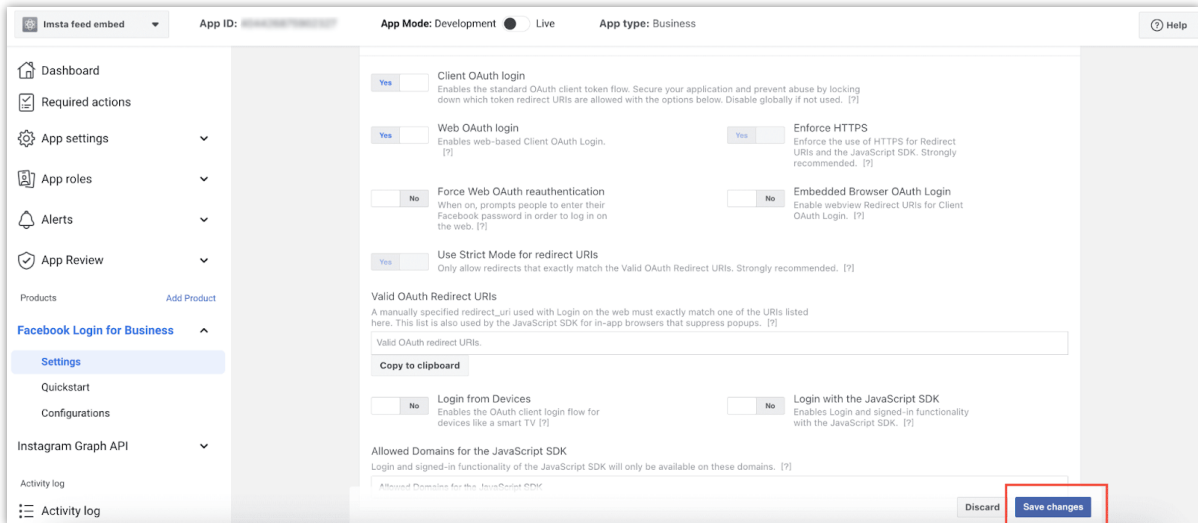 Imsta feed embed
App ID:
App Mode: Development
Live
App type: Business
Help
Dashboard
Required actions
App settings
App roles
Alerts
App Review
Products
Add Product
Facebook Login for Business
Settings
Quickstart
Configurations
Instagram Graph API
Activity log
Activity log
Yes
Client OAuth login
Enables the standard OAuth client token flow. Secure your application and prevent abuse by locking
down which token redirect URIs are allowed with the options below. Disable globally if not used. [?]
Yes
Web OAuth login
Enables web-based Client OAuth Login.
[?]
Yes
Enforce HTTPS
Enforce the use of HTTPS for Redirect
URIs and the JavaScript SDK. Strongly
recommended. [?]
No
Force Web OAuth reauthentication
When on, prompts people to enter their
Facebook password in order to log in on
the web. [?]
No
Embedded Browser OAuth Login
Enable webview Redirect URIs for Client
OAuth Login. [?]
Yes
Use Strict Mode for redirect URIs
Only allow redirects that exactly match the Valid OAuth Redirect URIs. Strongly recommended. [?]
Valid OAuth Redirect URIs
A manually specified redirect_uri used with Login on the web must exactly match one of the URIs listed
here. This list is also used by the JavaScript SDK for in-app browsers that suppress popups. [?]
Valid OAuth redirect URIs.
Copy to clipboard
No
Login from Devices
Enables the OAuth client login flow for
devices like a smart TV [?]
No
Login with the JavaScript SDK
Enables Login and signed-in functionality
with the JavaScript SDK. [?]
Allowed Domains for the JavaScript SDK
Login and signed-in functionality of the JavaScript SDK will only be available on these domains. [?]
Allowed Domains for the JavaScript SDK
Discard
Save changes